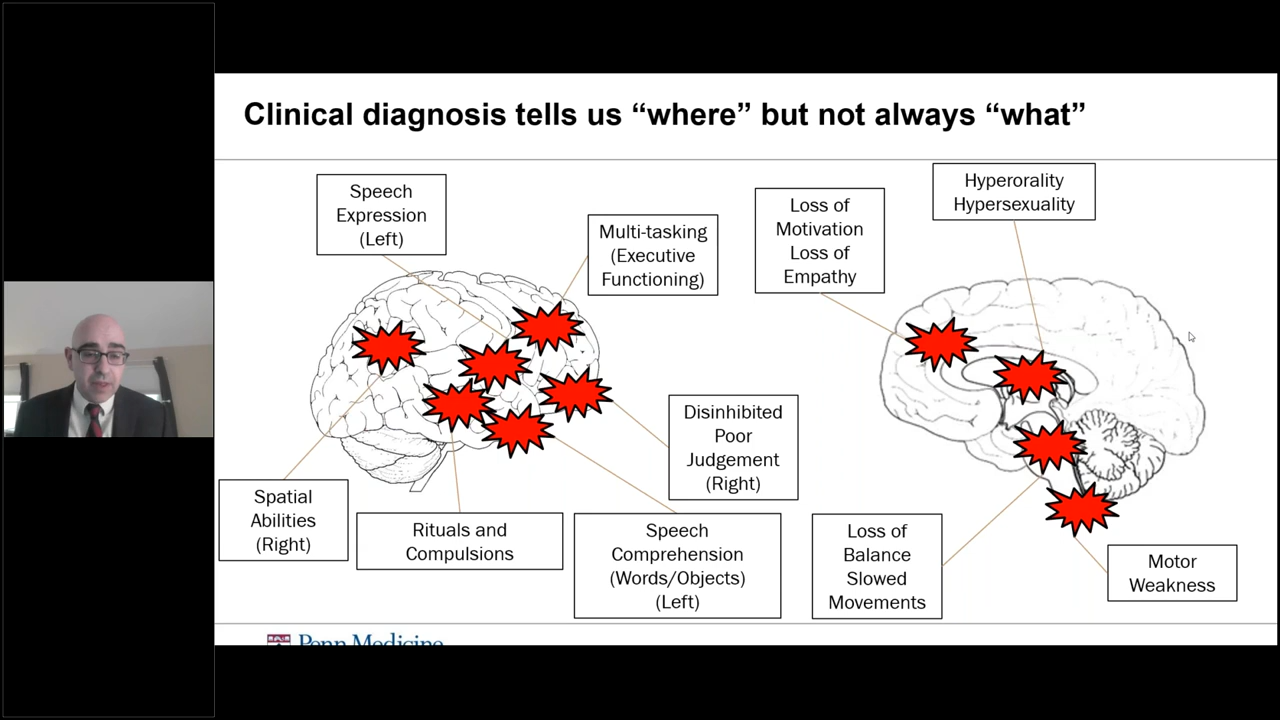 Clinical diagnosis tells us “where” but not always “what”
Speech
Expression
(Left)
Multi-tasking
(Executive
Functioning)
Loss of
Motivation
Loss of
Empathy
Hyperorality
Hypersexuality
Disinhibited
Poor
Judgement
(Right)
Spatial
Abilities
(Right)
Rituals and
Compulsions
Speech
Comprehension
(Words/Objects)
(Left)
Loss of
Balance
Slowed
Movements
Motor
Weakness
Penn Medicine